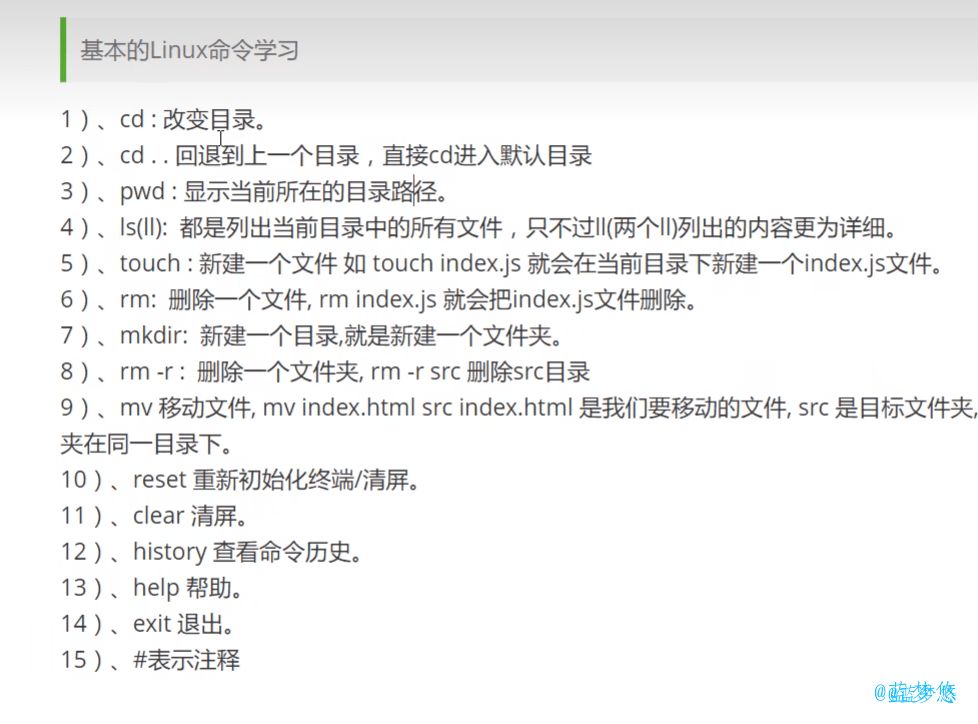 基本的Linux命令学习
1）、cd : 改变目录。
2）、cd . . 回退到上一个目录，直接cd进入默认目录
3）、pwd : 显示当前所在的目录路径。
4）、ls(ll):  都是列出当前目录中的所有文件，只不过ll(两个ll)列出的内容更为详细。
5）、touch : 新建一个文件 如 touch index.js 就会在当前目录下新建一个index.js文件。
6）、rm:  删除一个文件, rm index.js 就会把index.js文件删除。
7）、mkdir:  新建一个目录,就是新建一个文件夹。
8）、rm -r :  删除一个文件夹, rm -r src 删除src目录
9）、mv 移动文件, mv index.html src index.html 是我们要移动的文件, src 是目标文件夹,
夹在同一目录下。
10）、reset 重新初始化终端/清屏。
11）、clear 清屏。
12）、history 查看命令历史。
13）、help 帮助。
14）、exit 退出。
15）、#表示注释
@蓝梦悠